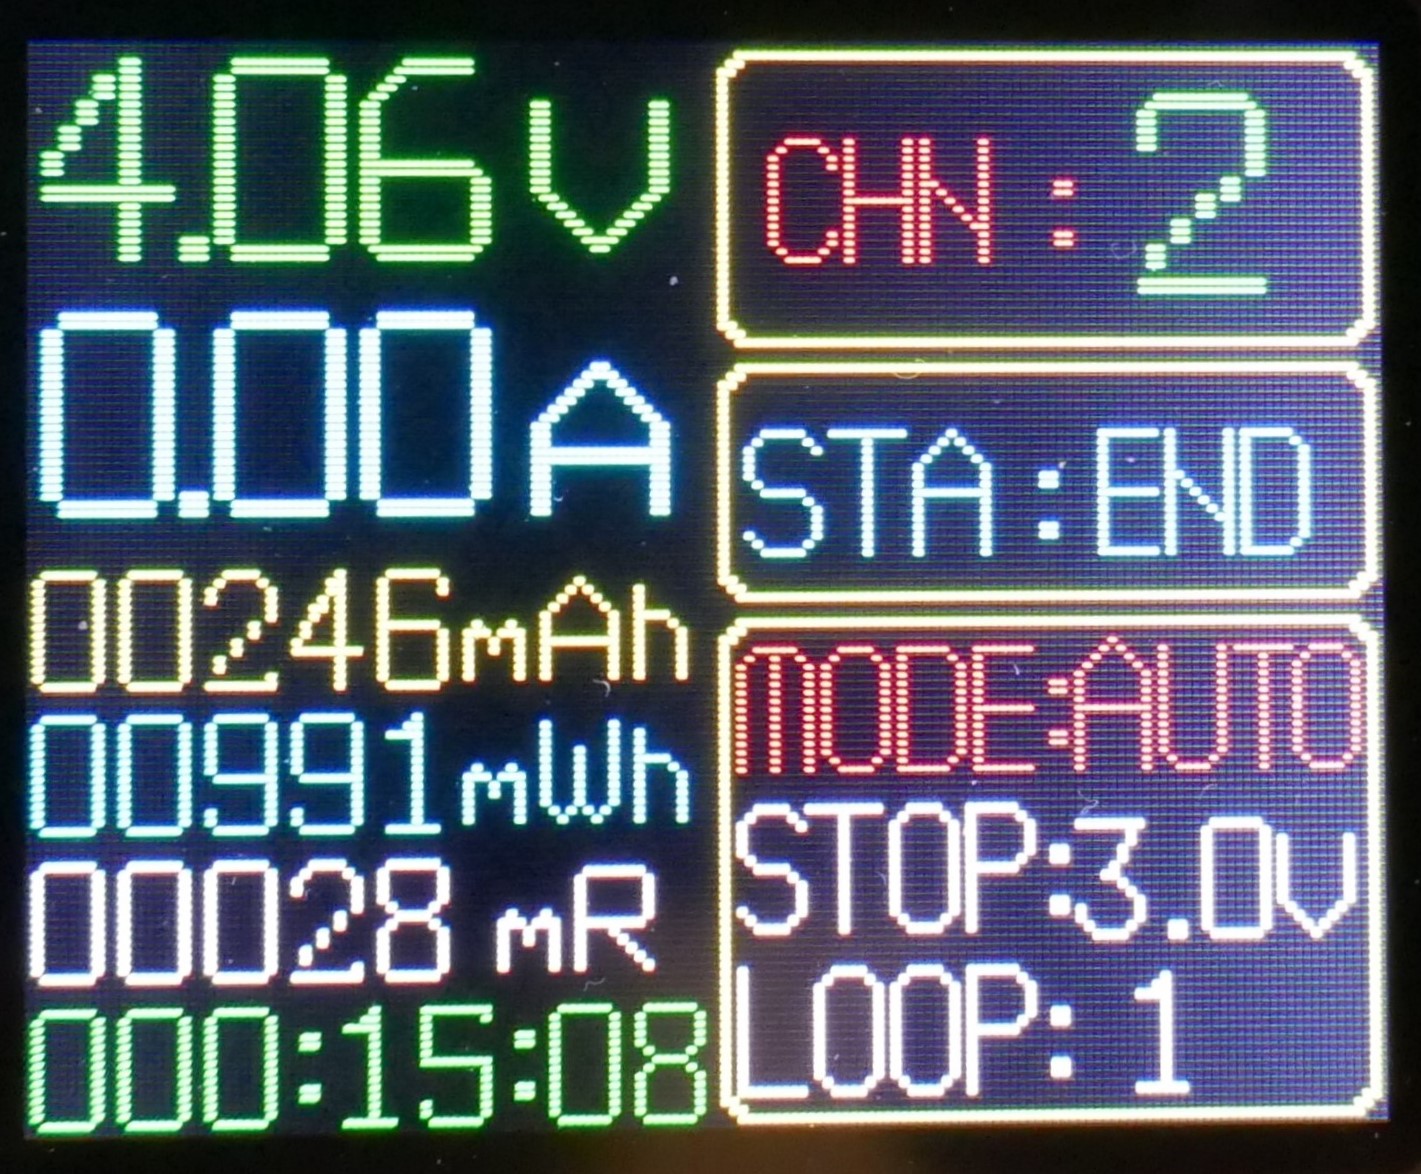 4.06V
0.00A
00246mAh
00991mWh
00028 mR
000:15:08
CHN : 2
STA:END
MODE:AUTO
STOP:3.0V
LOOP: 1